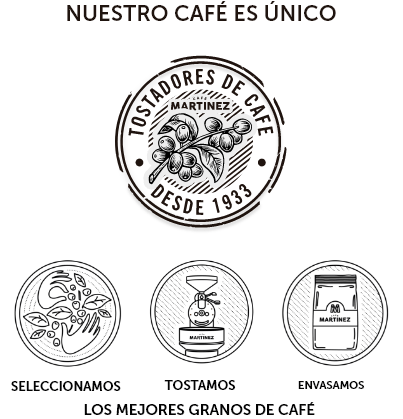 NUESTRO CAFÉ ES ÚNICO
TOSTADORES DE CAFE
CAFÉ
MARTINEZ
DESDE 1933
MARTINEZ
MARTINEZ
SELECCIONAMOS
TOSTAMOS
ENVASAMOS
LOS MEJORES GRANOS DE CAFÉ